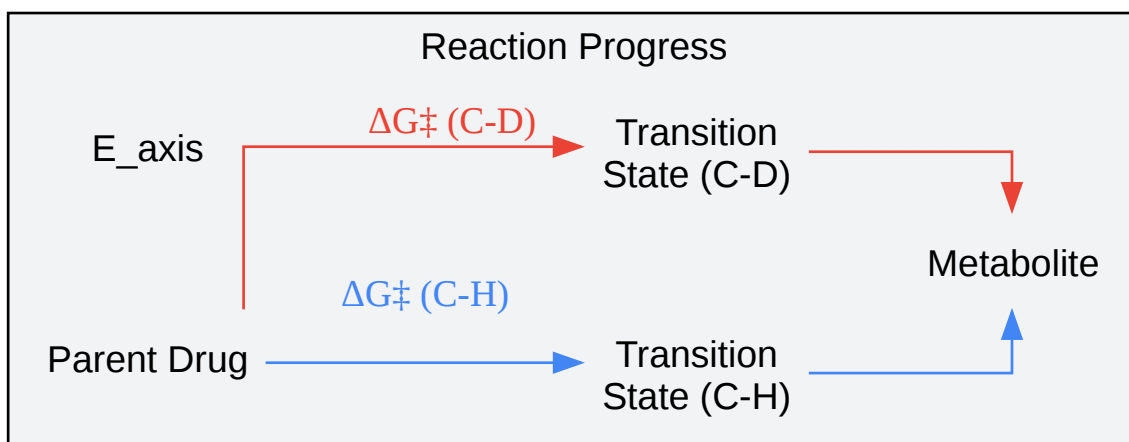 Reaction Progress
ΔG‡ (C-D)
E_axis
Transition
State (C-D)
Metabolite
ΔG‡ (C-H)
Parent Drug
Transition
State (C-H)